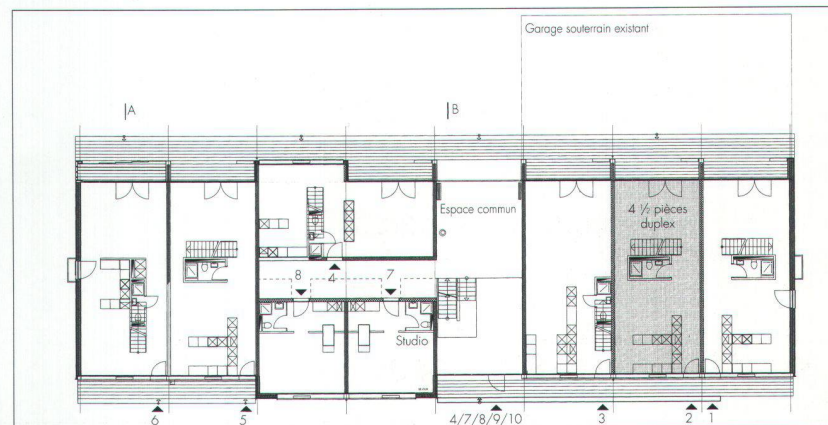 Garage souterrain existant
|A
|B
Espace commun
4 ½ pièces
duplex
8
4
7
Studio
6
5
4/7/8/9/10
3
2
1